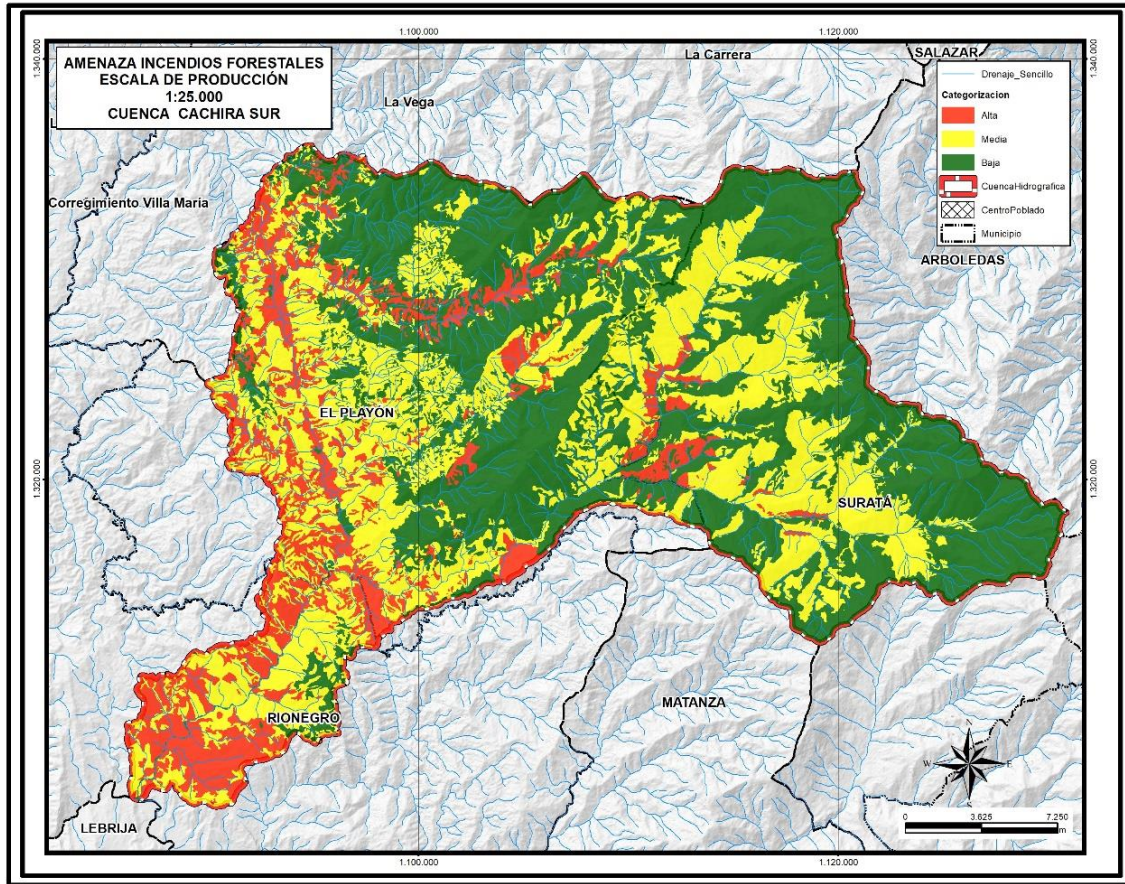 AMENAZA INCENDIOS FORESTALES
ESCALA DE PRODUCCIÓN
1:25.000
CUENCA CACHIRA SUR
1.100.000
1.120.000
1.340.000
1.340.000
La Carrera
SALAZAR
La Vega
Drenaje_Sencillo
Categorizacion
Alta
Media
Baja
CuencaHidrografica
CentroPoblado
Municipio
Corregimiento Villa Maria
ARBOLEDAS
EL PLAYÓN
1.320.000
1.320.000
SURATÁ
MATANZA
RIONEGRO
LEBRIJA
N
W
E
S
0
3.625
7.250
m
1.100.000
1.120.000